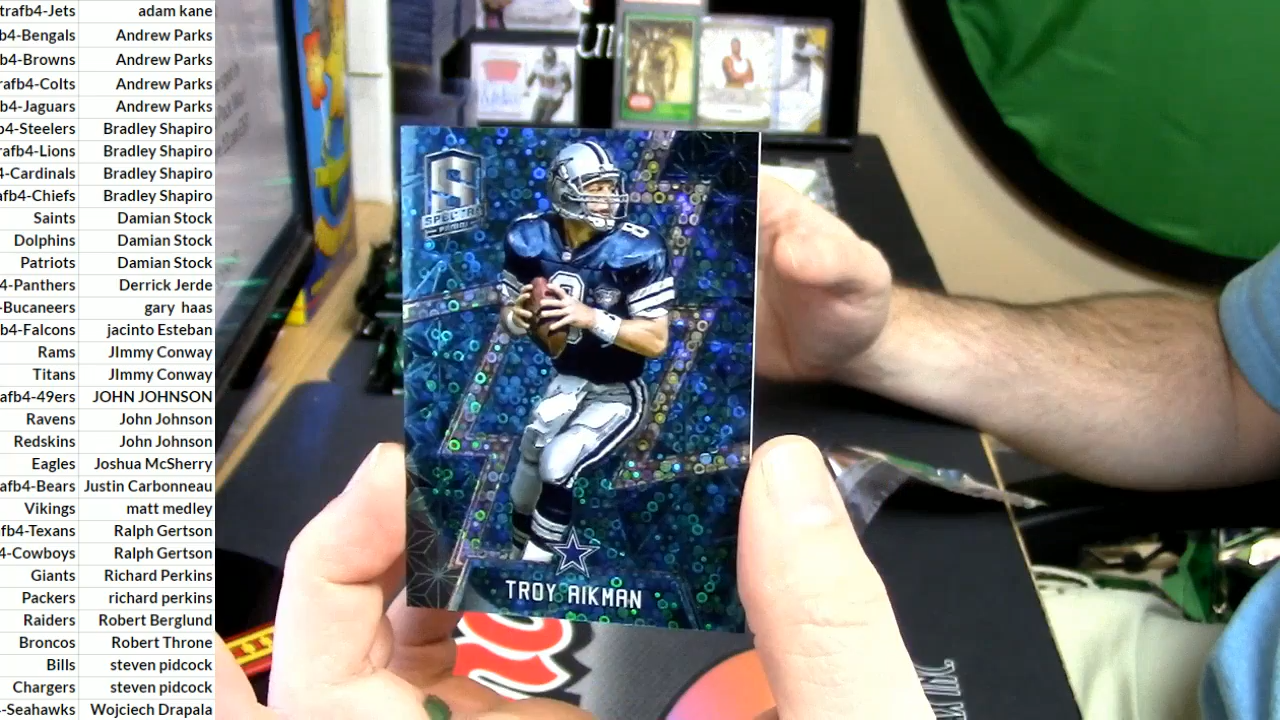 trafb4-Jets adam kane
b4-Bengals Andrew Parks
b4-Browns Andrew Parks
rafb4-Colts Andrew Parks
b4-Jaguars Andrew Parks
fb4-Steelers Bradley Shapiro
rafb4-Lions Bradley Shapiro
4-Cardinals Bradley Shapiro
afb4-Chiefs Bradley Shapiro
Saints Damian Stock
Dolphins Damian Stock
Patriots Damian Stock
4-Panthers Derrick Jerde
-Bucaneers gary haas
b4-Falcons jacinto Esteban
Rams JImmy Conway
Titans JImmy Conway
afb4-49ers JOHN JOHNSON
Ravens John Johnson
Redskins John Johnson
Eagles Joshua McSherry
afb4-Bears Justin Carbonneau
Vikings matt medley
fb4-Texans Ralph Gertson
4-Cowboys Ralph Gertson
Giants Richard Perkins
Packers richard perkins
Raiders Robert Berglund
Broncos Robert Throne
Bills steven pidcock
Chargers steven pidcock
-Seahawks Wojciech Drapala
S
SPECTRA
PANINI
8
8
TROY AIKMAN